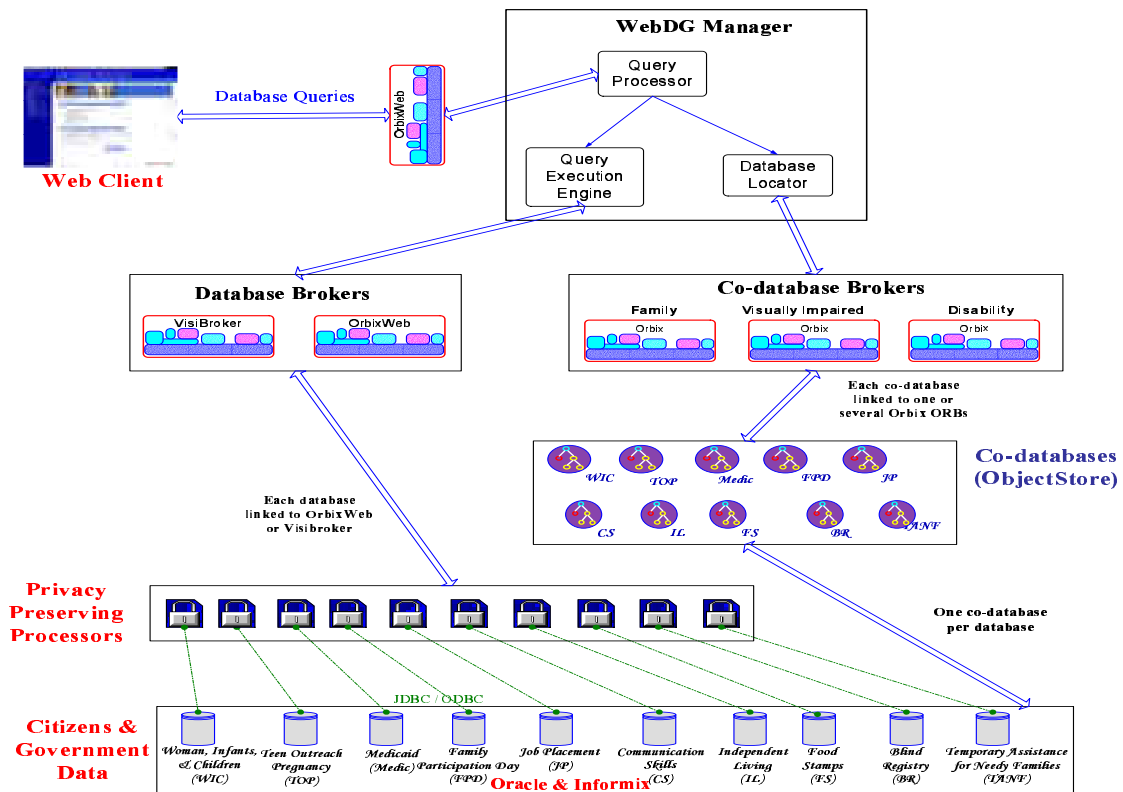 WebDG Manager
Query
Processor
Database Queries
OrbixWeb
Web Client
Query
Execution
Engine
Database
Locator
Database Brokers
VisiBroker
OrbixWeb
Co-database Brokers
Family
Visually Impaired
Disability
Orbix
Orbix
Orbix
Each co-database
linked to one or
several Orbix ORBs
Co-databases
(ObjectStore)
WIC
TOP
Medic
FPD
JP
CS
IL
FS
BR
TANF
Each database
linked to OrbixWeb
or Visibroker
Privacy
Preserving
Processors
One co-database
per database
JDBC / ODBC
Citizens &
Government
Data
Woman, Infants,
& Children
(WIC)
Teen Outreach
Pregnancy
(TOP)
Medicaid
(Medic)
Family
Participation Day
(FPD)
Job Placement
(JP)
Communication
Skills
(CS)
Independent
Living
(IL)
Food
Stamps
(FS)
Blind
Registry
(BR)
Temporary Assistance
for Needy Families
(TANF)
Oracle & Informix